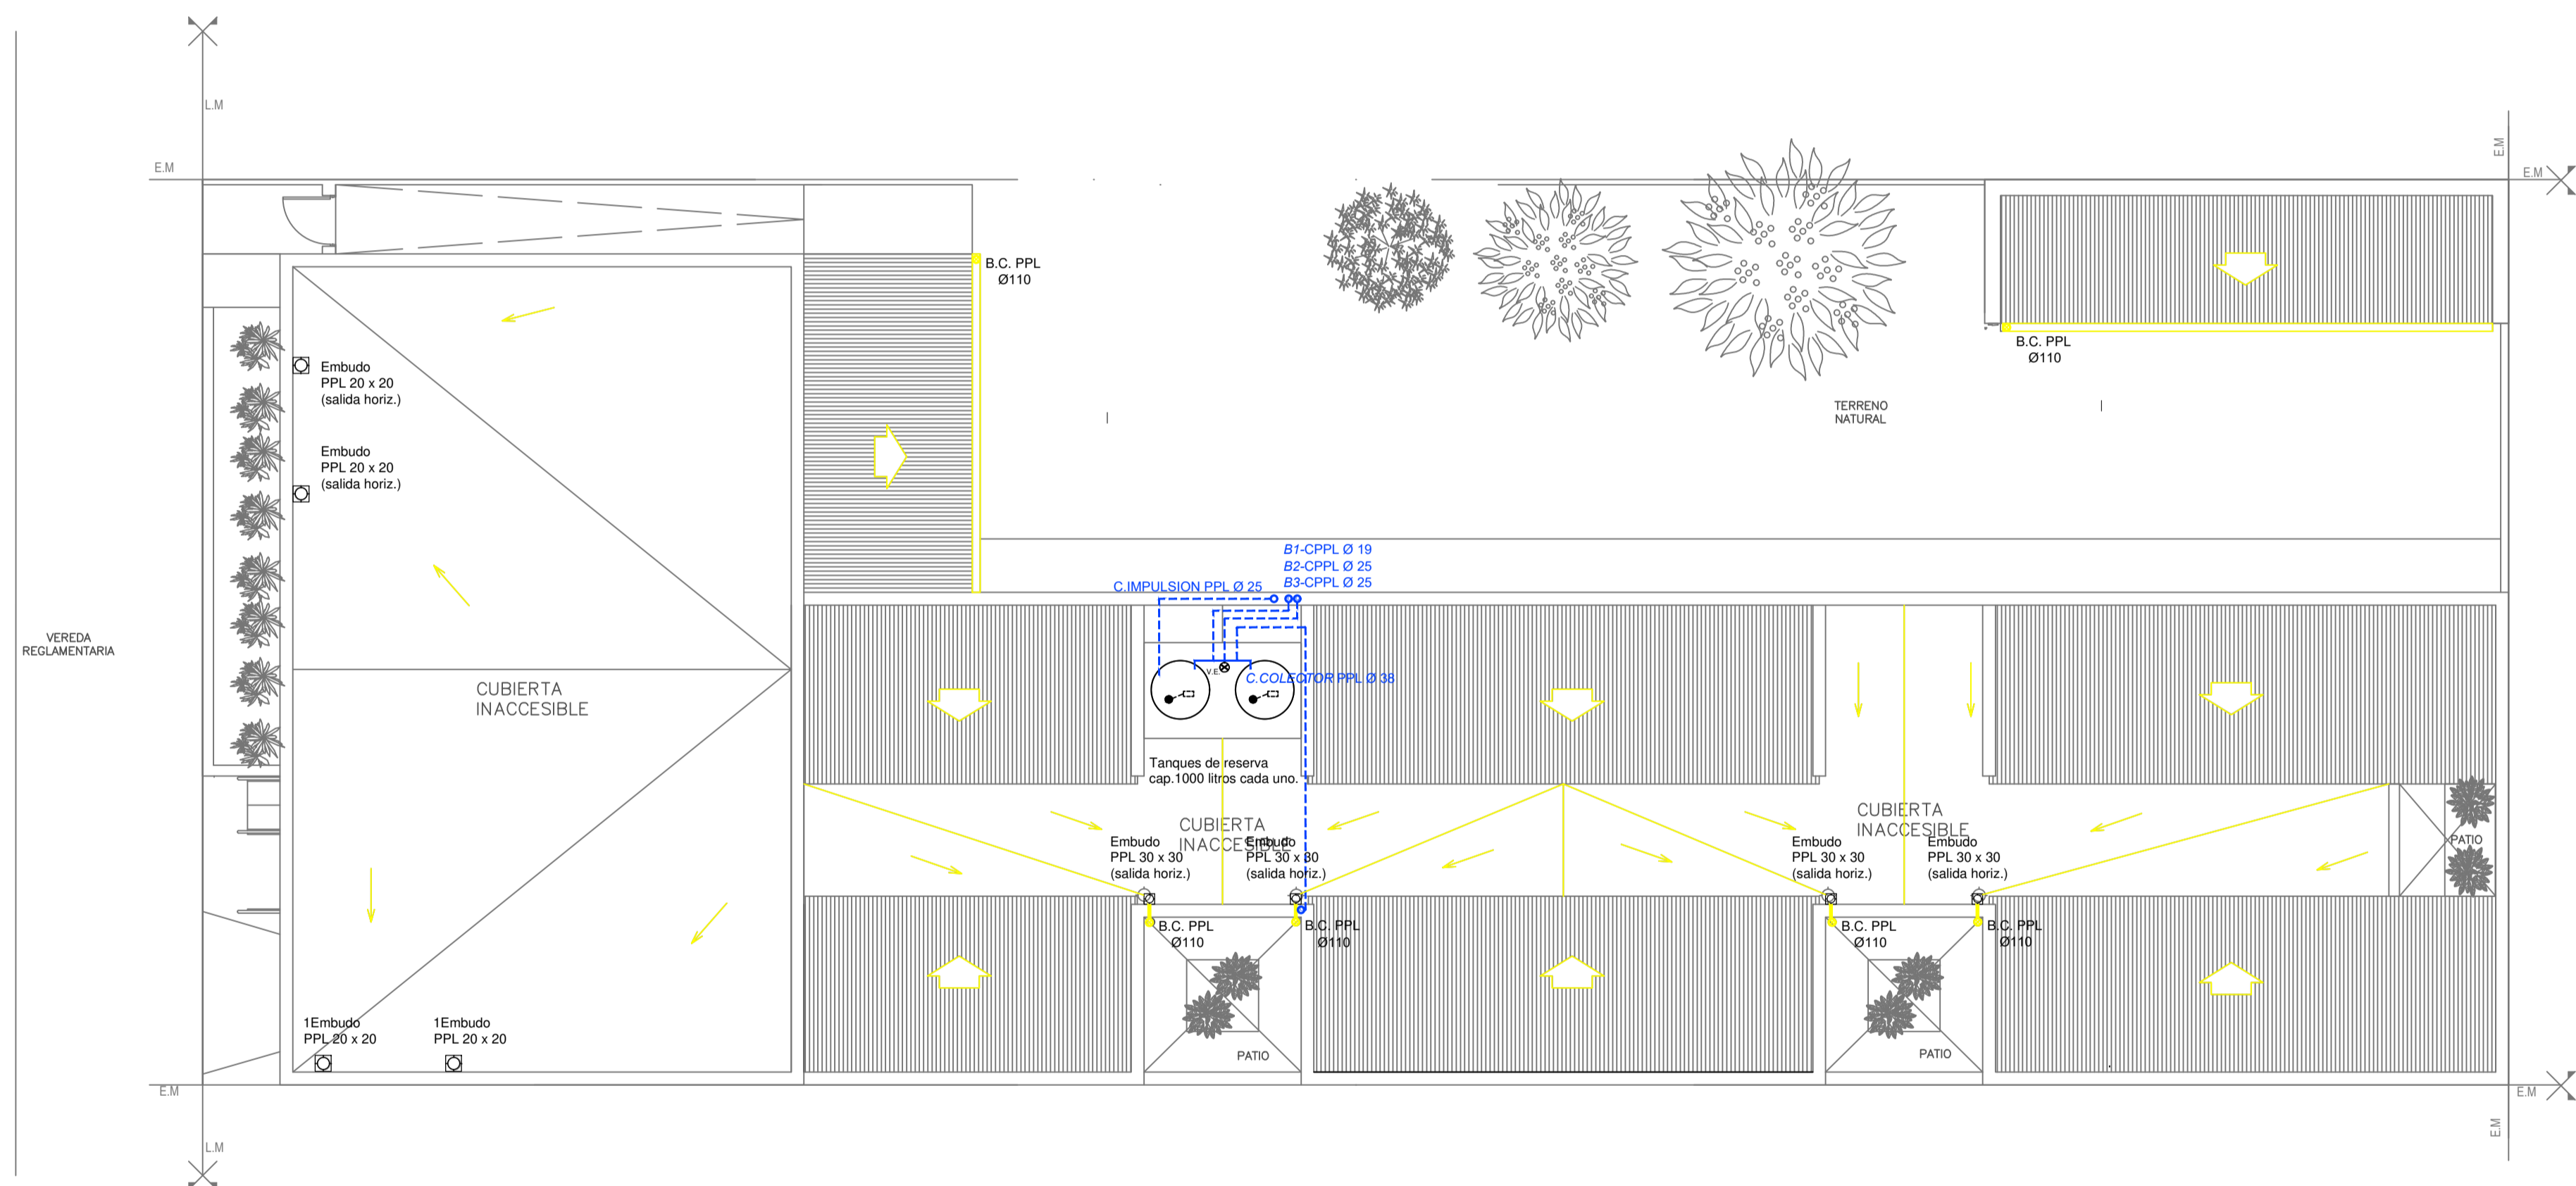 L.M
E.M
E.M
E.M
B.C. PPL
Ø110
B.C. PPL
Ø110
Embudo
PPL 20 x 20
(salida horiz.)
TERRENO
NATURAL
Embudo
PPL 20 x 20
(salida horiz.)
B1-CPPL Ø 19
B2-CPPL Ø 25
B3-CPPL Ø 25
C.IMPULSION PPL Ø 25
VEREDA
REGLAMENTARIA
V.E.
C.COLECTOR PPL Ø 38
CUBIERTA
INACCESIBLE
Tanques de reserva
cap.1000 litros cada uno.
CUBIERTA
INACCESIBLE
CUBIERTA
INACCESIBLE
Embudo
PPL 30 x 30
(salida horiz.)
Embudo
PPL 30 x 30
(salida horiz.)
Embudo
PPL 30 x 30
(salida horiz.)
Embudo
PPL 30 x 30
(salida horiz.)
PATIO
B.C. PPL
Ø110
B.C. PPL
Ø110
B.C. PPL
Ø110
B.C. PPL
Ø110
1Embudo
PPL 20 x 20
1Embudo
PPL 20 x 20
PATIO
PATIO
E.M
E.M
E.M
L.M